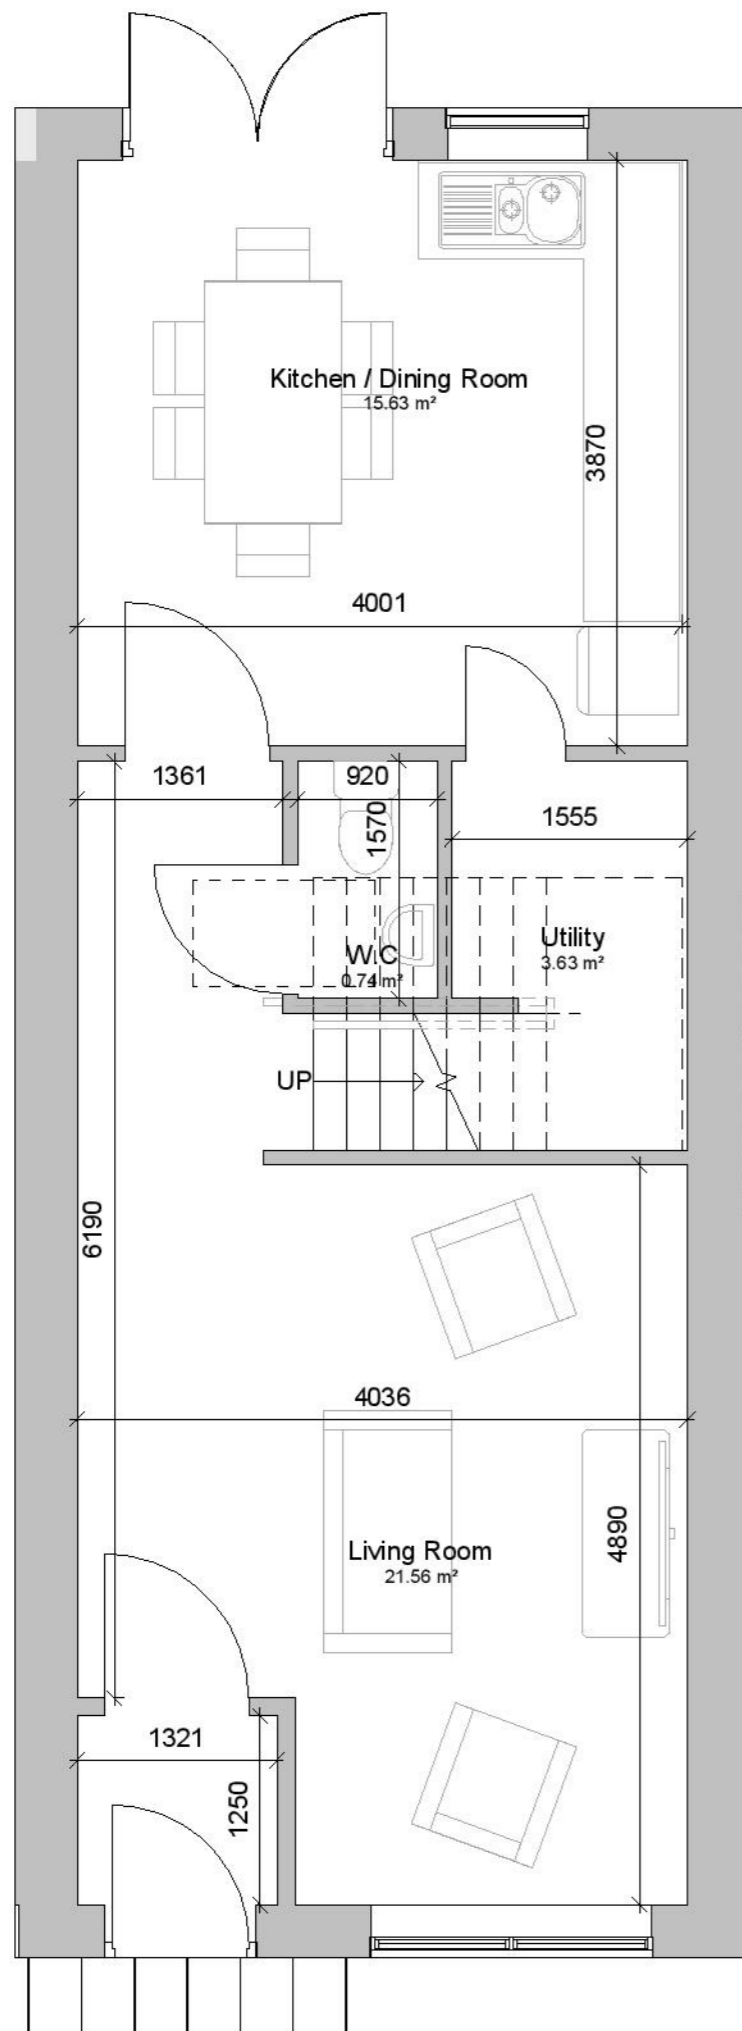 Kitchen / Dining Room
15.63 m²
3870
4001
1361
920
1570
1555
W.C
0.74 m²
Utility
3.63 m²
UP
6190
4036
Living Room
21.56 m²
4890
1321
1250